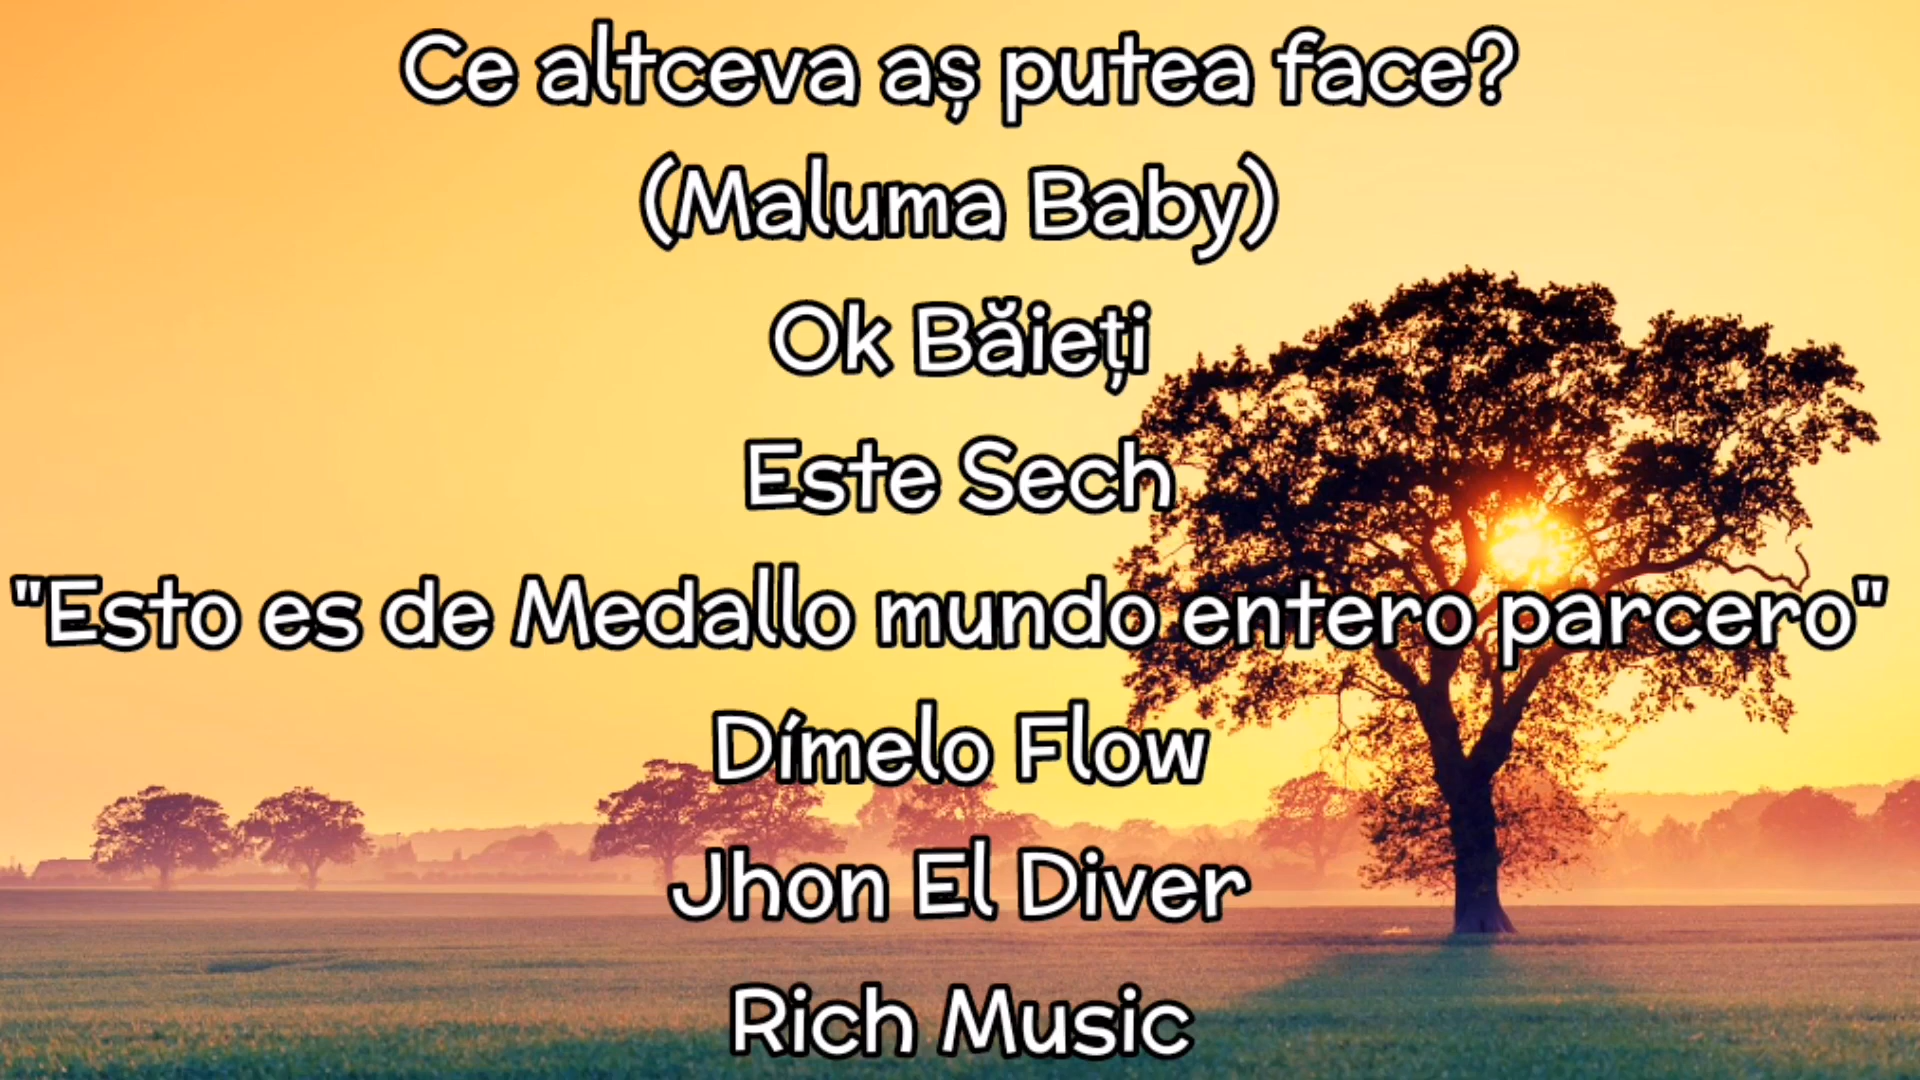 Ce altceva aș putea face?
(Maluma Baby)
Ok Băieți
Este Sech
"Esto es de Medallo mundo entero parcero"
Dímelo Flow
Jhon El Diver
Rich Music